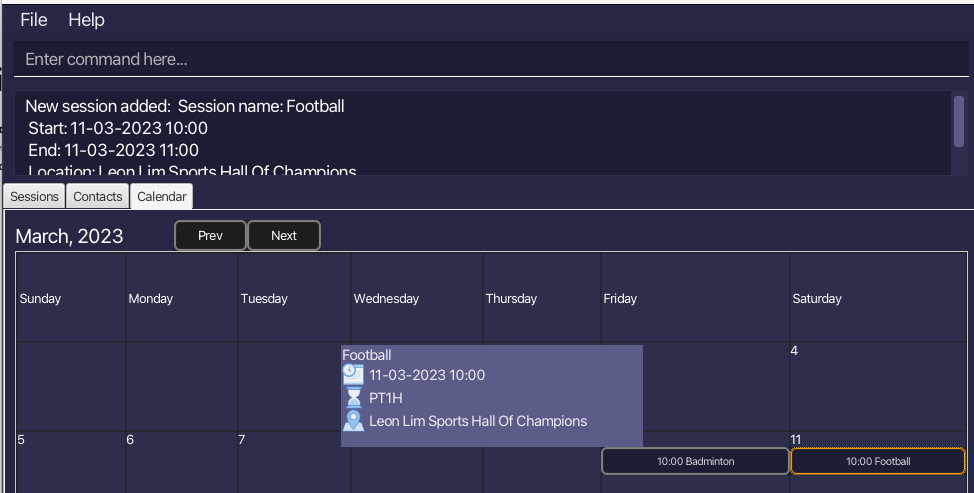 File Help
Enter command here...
New session added: Session name: Football
Start: 11-03-2023 10:00
End: 11-03-2023 11:00
Location: Leon Lim Sports Hall Of Champions
Sessions Contacts Calendar
March, 2023 Prev Next
Sunday Monday Tuesday Wednesday Thursday Friday Saturday
4
Football
11-03-2023 10:00
PT1H
Leon Lim Sports Hall Of Champions
5 6 7 11
10:00 Badminton 10:00 Football